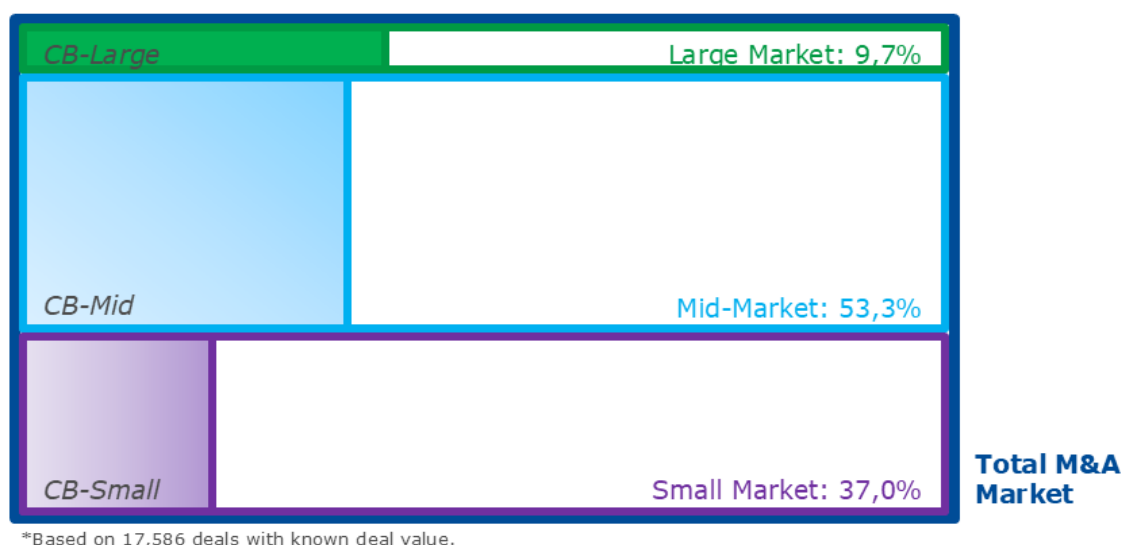 CB-Large
Large Market: 9,7%
CB-Mid
Mid-Market: 53,3%
CB-Small
Small Market: 37,0%
Total M&A
Market
*Based on 17,586 deals with known deal value.